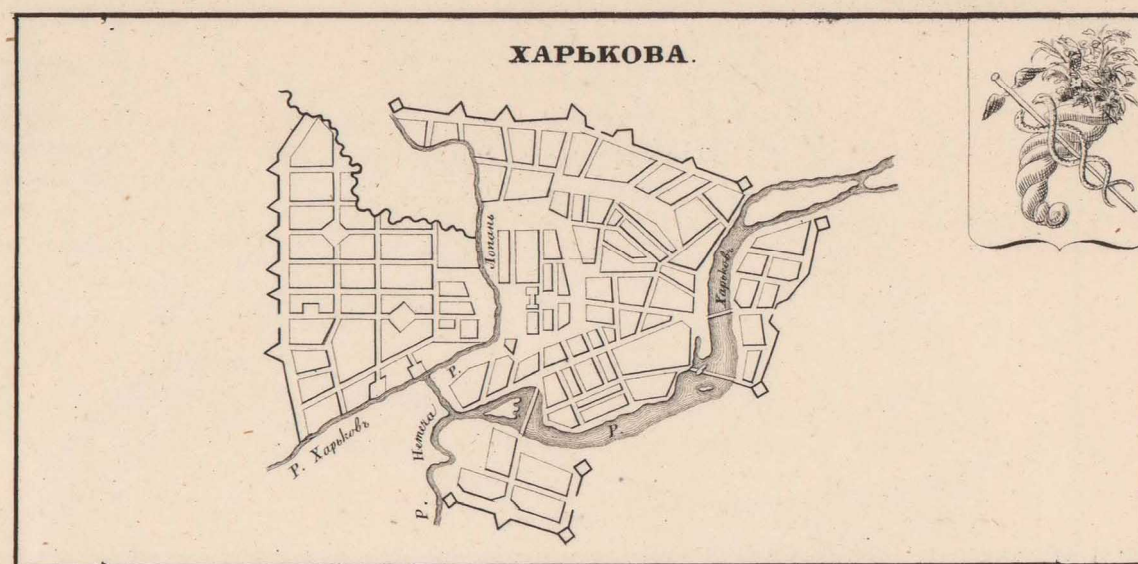 ХАРЬКОВА.
Лопань
Харьковъ
Р.
Р.
Нетеча
Р. Харьковъ
Р.